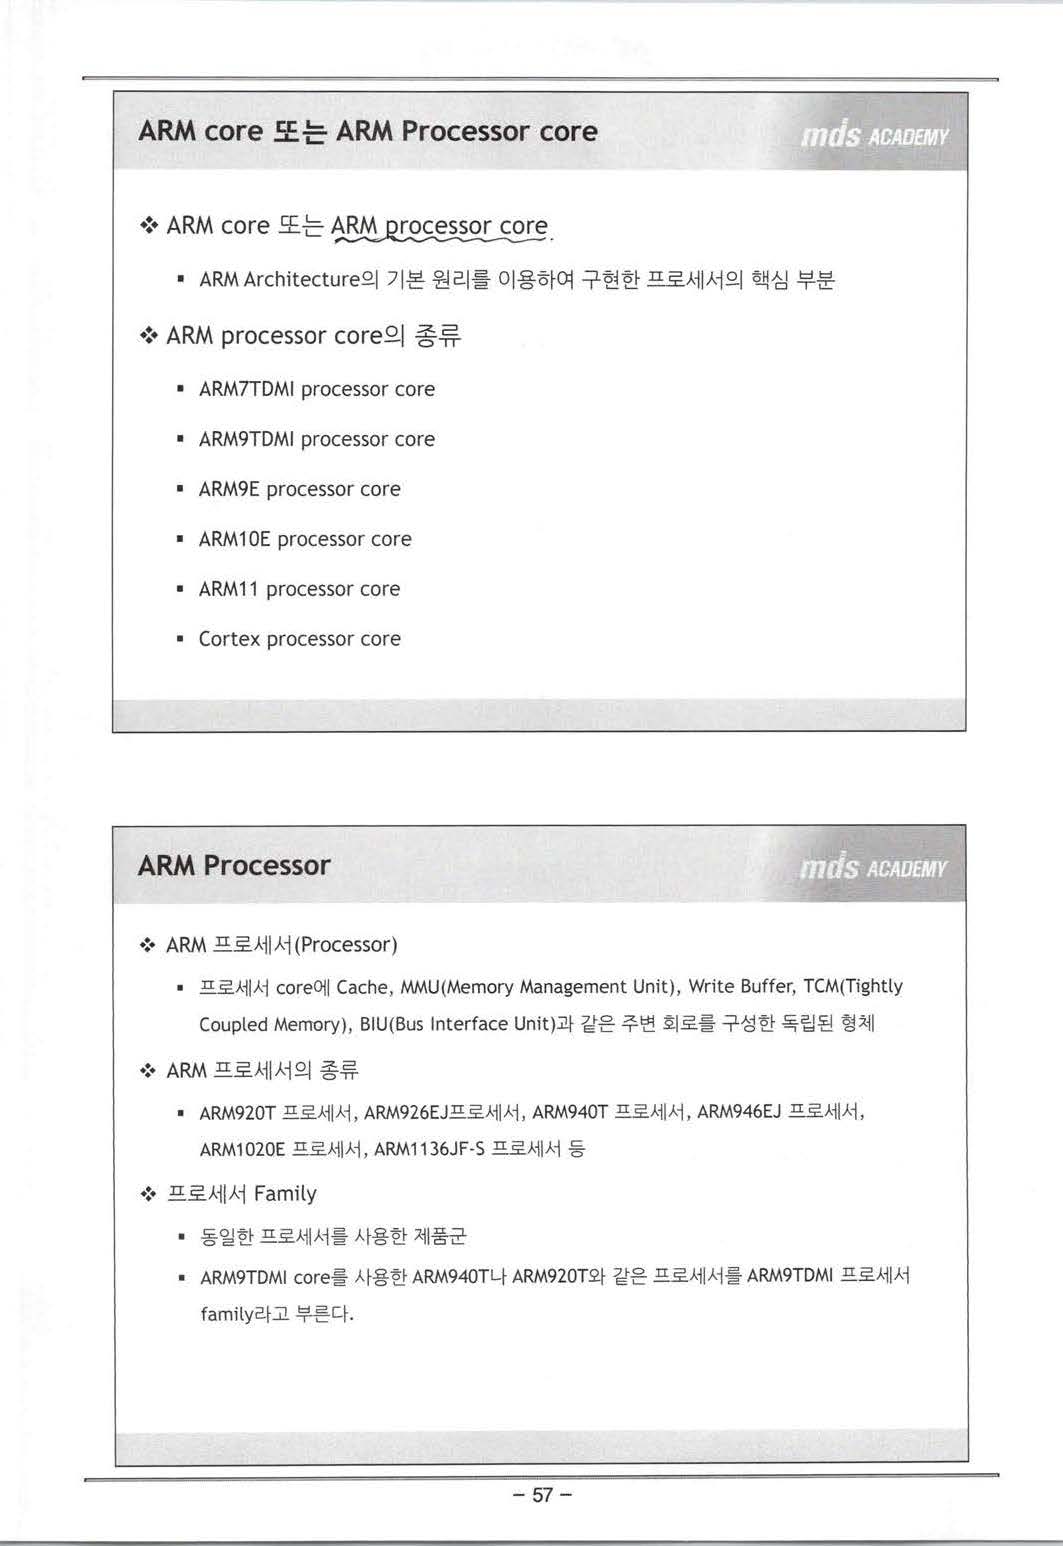 ARM core 또는 ARM Processor core
mds ACADEMY
❖ ARM core 또는 ARM processor core
▪ ARM Architecture의 기본 원리를 이용하여 구현한 프로세서의 핵심 부분
❖ ARM processor core의 종류
▪ ARM7TDMI processor core
▪ ARM9TDMI processor core
▪ ARM9E processor core
▪ ARM10E processor core
▪ ARM11 processor core
▪ Cortex processor core
ARM Processor
mds ACADEMY
❖ ARM 프로세서(Processor)
▪ 프로세서 core에 Cache, MMU(Memory Management Unit), Write Buffer, TCM(Tightly
Coupled Memory), BIU(Bus Interface Unit)과 같은 주변 회로를 구성한 독립된 형체
❖ ARM 프로세서의 종류
▪ ARM920T 프로세서, ARM926EJ프로세서, ARM940T 프로세서, ARM946EJ 프로세서,
ARM1020E 프로세서, ARM1136JF-S 프로세서 등
❖ 프로세서 Family
▪ 동일한 프로세서를 사용한 제품군
▪ ARM9TDMI core를 사용한 ARM940T나 ARM920T와 같은 프로세서를 ARM9TDMI 프로세서
family라고 부른다.
- 57 -